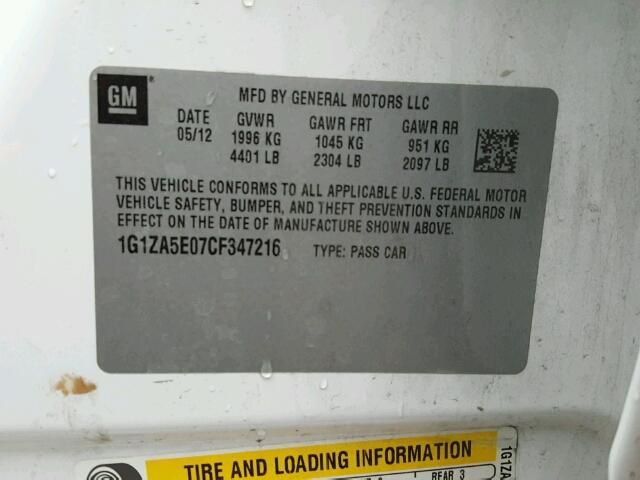 GM
MFD BY GENERAL MOTORS LLC
DATE GVWR GAWR FRT GAWR RR
05/12 1996 KG 1045 KG 951 KG
4401 LB 2304 LB 2097 LB
THIS VEHICLE CONFORMS TO ALL APPLICABLE U.S. FEDERAL MOTOR
VEHICLE SAFETY, BUMPER, AND THEFT PREVENTION STANDARDS IN
EFFECT ON THE DATE OF MANUFACTURE SHOWN ABOVE.
1G1ZA5E07CF347216 TYPE: PASS CAR
TIRE AND LOADING INFORMATION
REAR 3
1G1ZA